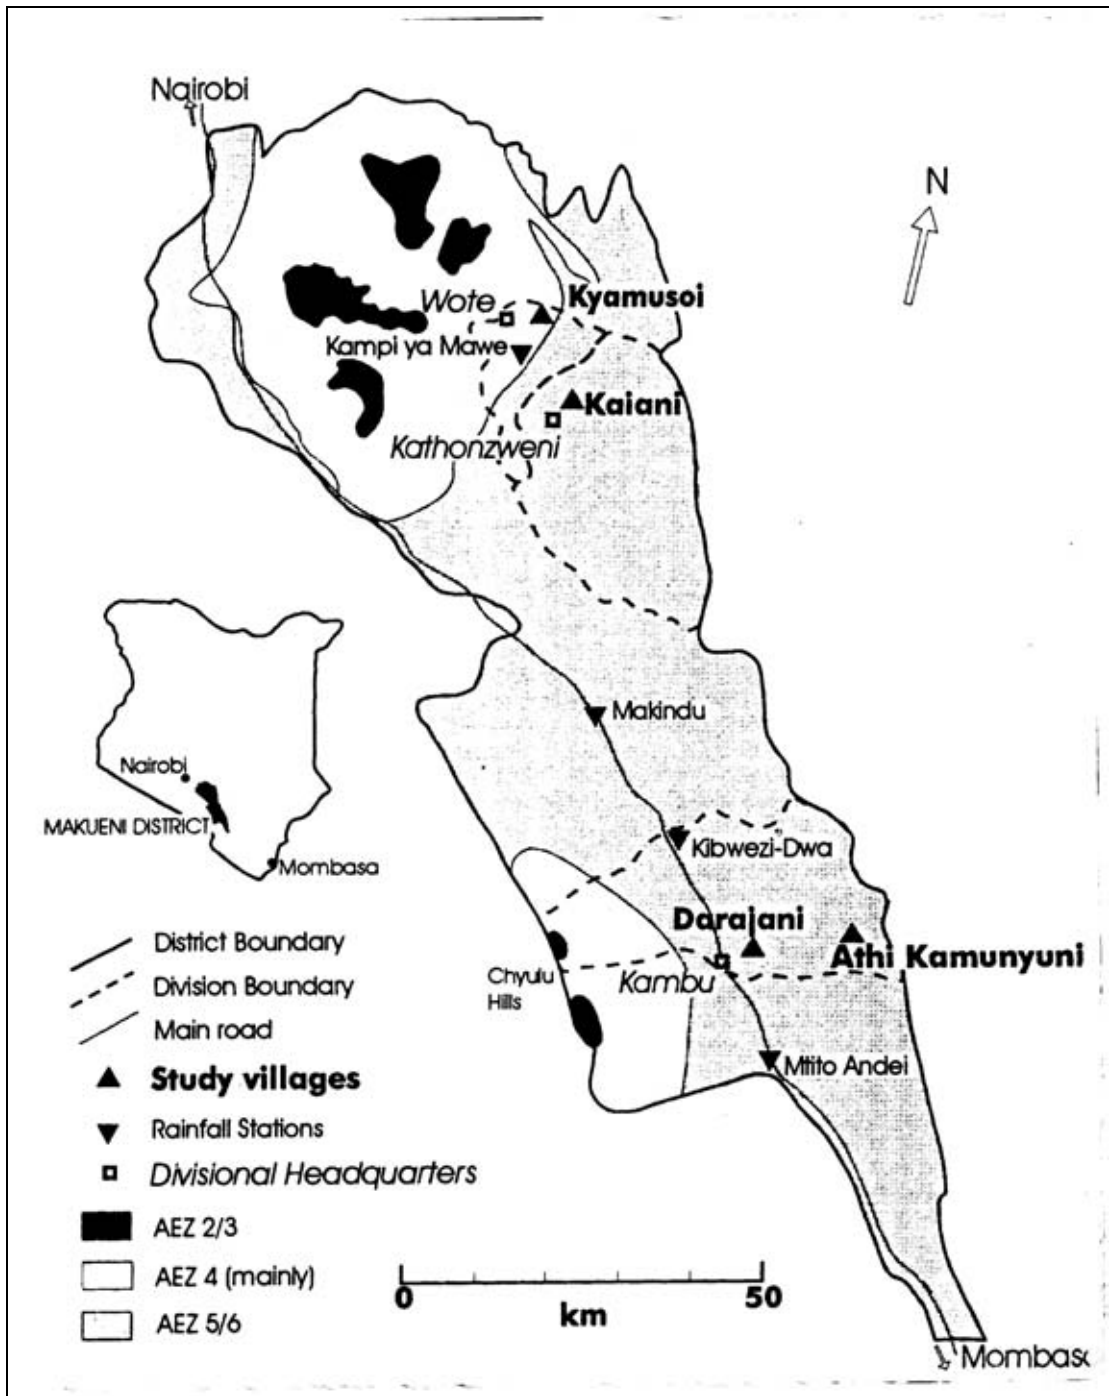 Nairobi
N
Wote
Kyamusoi
Kampi ya Mawe
Kaiani
Kathonzweni
Makindu
Nairobi
MAKUENI DISTRICT
Mombasa
Kibwezi-Dwa
Darajani
Athi Kamunyuni
Chyulu
Hills
Kambu
Mtito Andei
District Boundary
Division Boundary
Main road
Study villages
Rainfall Stations
Divisional Headquarters
AEZ 2/3
AEZ 4 (mainly)
AEZ 5/6
0 50
km
Mombasa